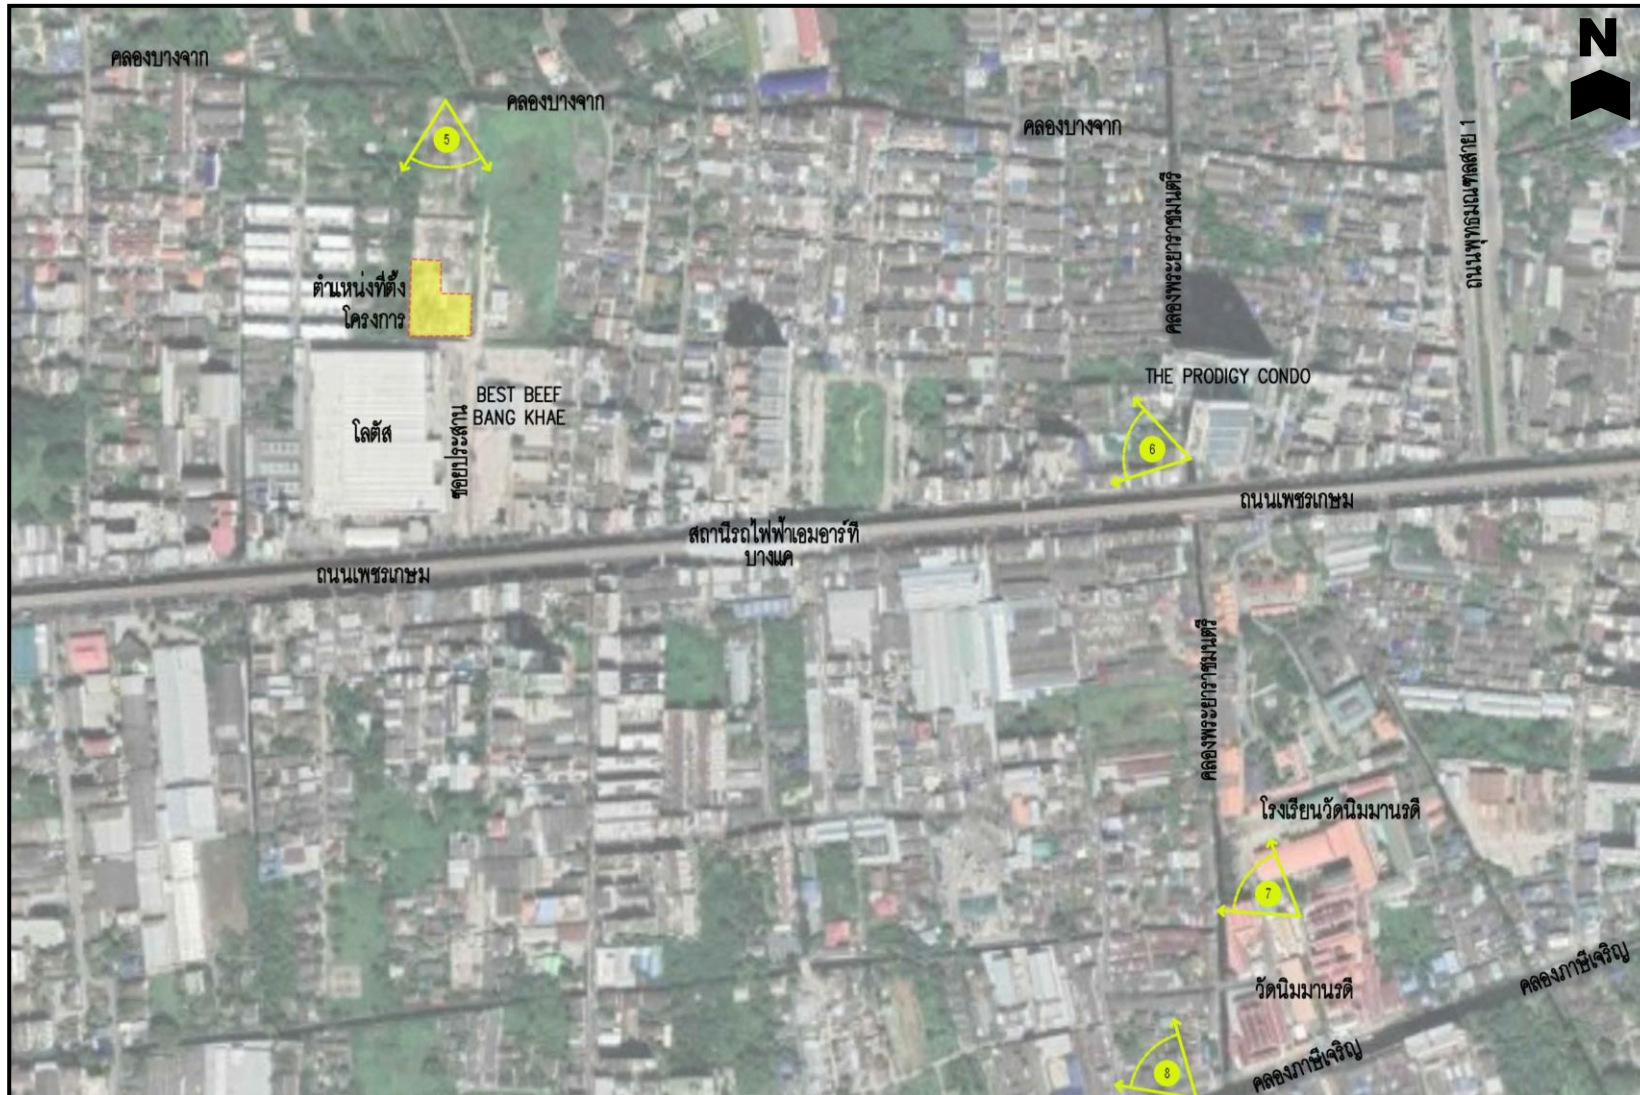 N
คลองบางจาก
คลองบางจาก
คลองบางจาก
5
ถนนพุทธมณฑลสาย 1
คลองพระยาราชมนตรี
ตำแหน่งที่ตั้ง
โครงการ
THE PRODIGY CONDO
BEST BEEF
BANG KHAE
โลตัส
ซอยประสาน
6
ถนนเพชรเกษม
สถานีรถไฟฟ้าเอมอาร์ที
บางแค
ถนนเพชรเกษม
คลองพระยาราชมนตรี
โรงเรียนวัดนิมมานรดี
7
วัดนิมมานรดี
คลองภาษีเจริญ
8
คลองภาษีเจริญ